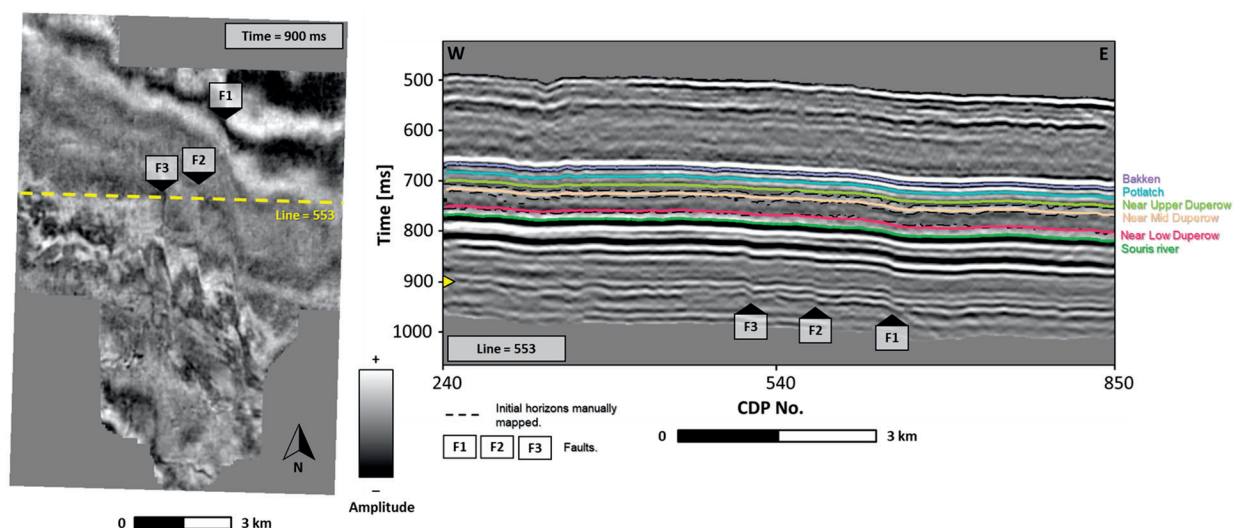 Time = 900 ms
F1
F2
F3
Line = 553
+
–
Amplitude
N
0 3 km
W E
500
600
700
800
900
1000
Time [ms]
Bakken
Potlatch
Near Upper Duperow
Near Mid Duperow
Near Low Duperow
Souris river
F3 F2 F1
Line = 553
240 540 850
CDP No.
Initial horizons manually
mapped.
F1 F2 F3 Faults.
0 3 km